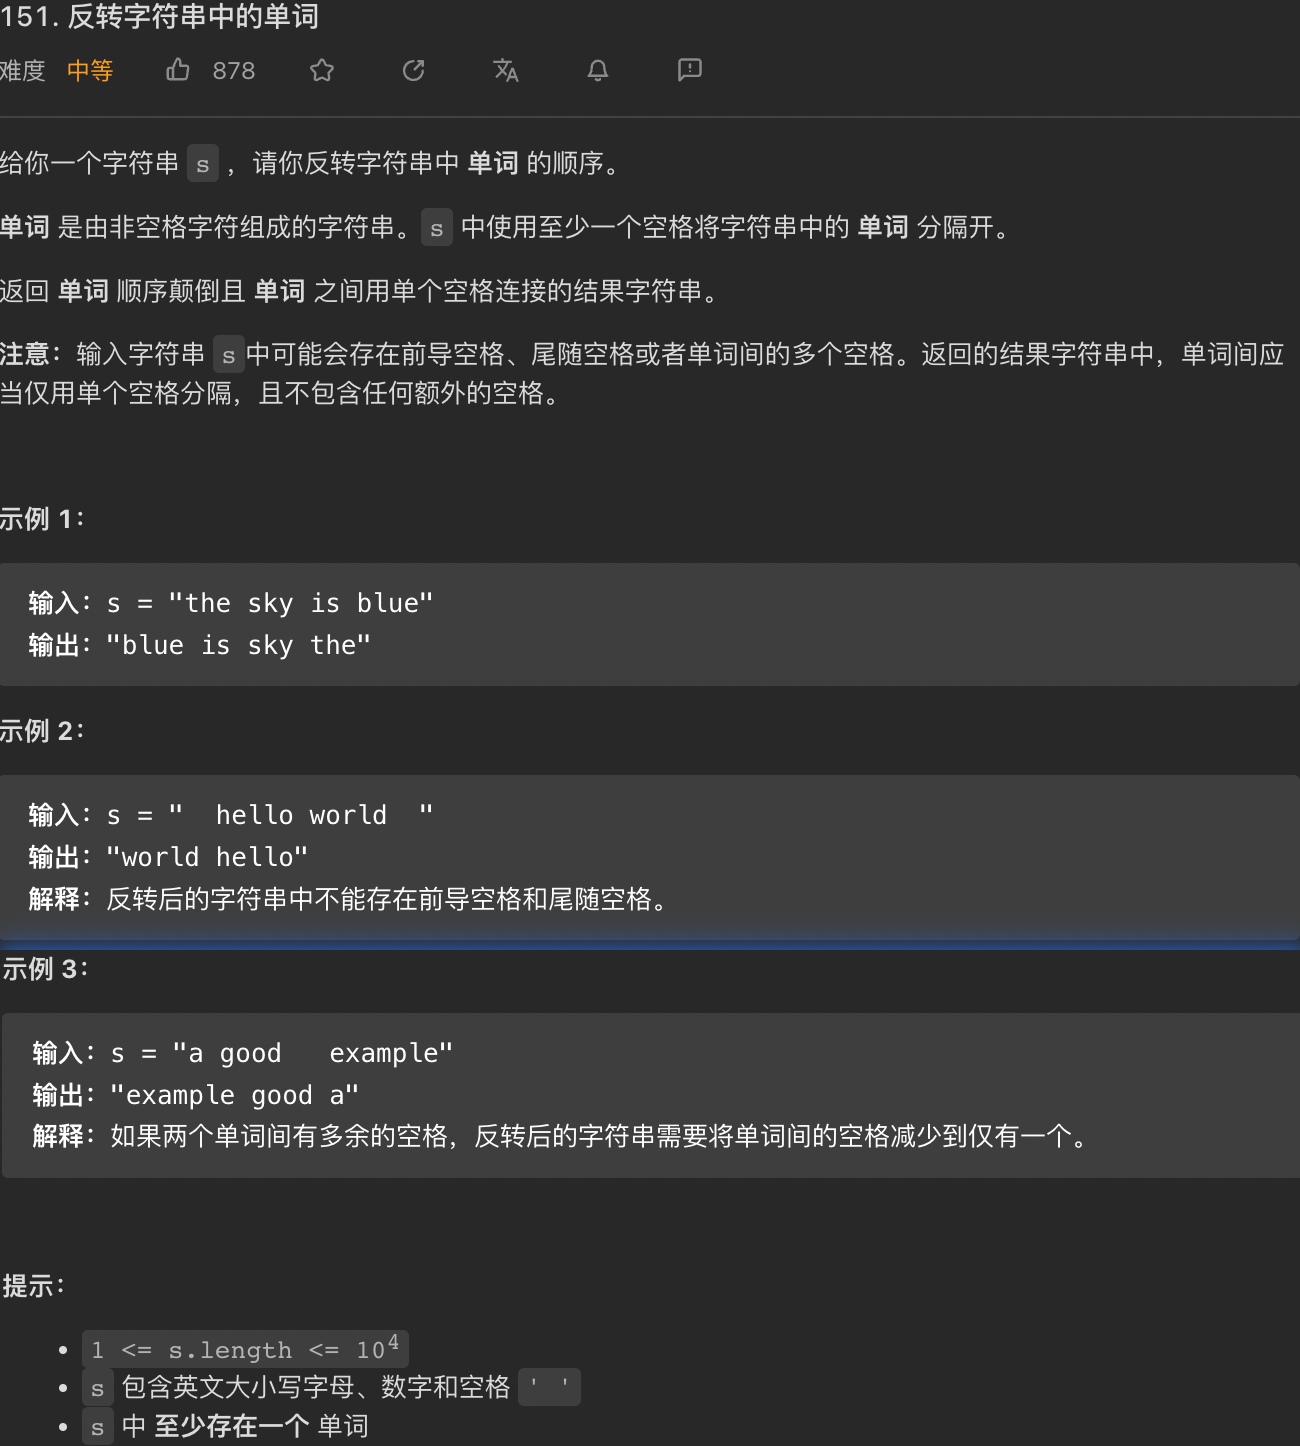 151. 反转字符串中的单词
难度 中等 878
给你一个字符串 s ，请你反转字符串中 单词 的顺序。
单词 是由非空格字符组成的字符串。s 中使用至少一个空格将字符串中的 单词 分隔开。
返回 单词 顺序颠倒且 单词 之间用单个空格连接的结果字符串。
注意：输入字符串 s中可能会存在前导空格、尾随空格或者单词间的多个空格。返回的结果字符串中，单词间应
当仅用单个空格分隔，且不包含任何额外的空格。
示例 1：
输入：s = "the sky is blue"
输出："blue is sky the"
示例 2：
输入：s = "  hello world  "
输出："world hello"
解释：反转后的字符串中不能存在前导空格和尾随空格。
示例 3：
输入：s = "a good   example"
输出："example good a"
解释：如果两个单词间有多余的空格，反转后的字符串需要将单词间的空格减少到仅有一个。
提示：
• 1 <= s.length <= 10⁴
• s 包含英文大小写字母、数字和空格 ' '
• s 中 至少存在一个 单词